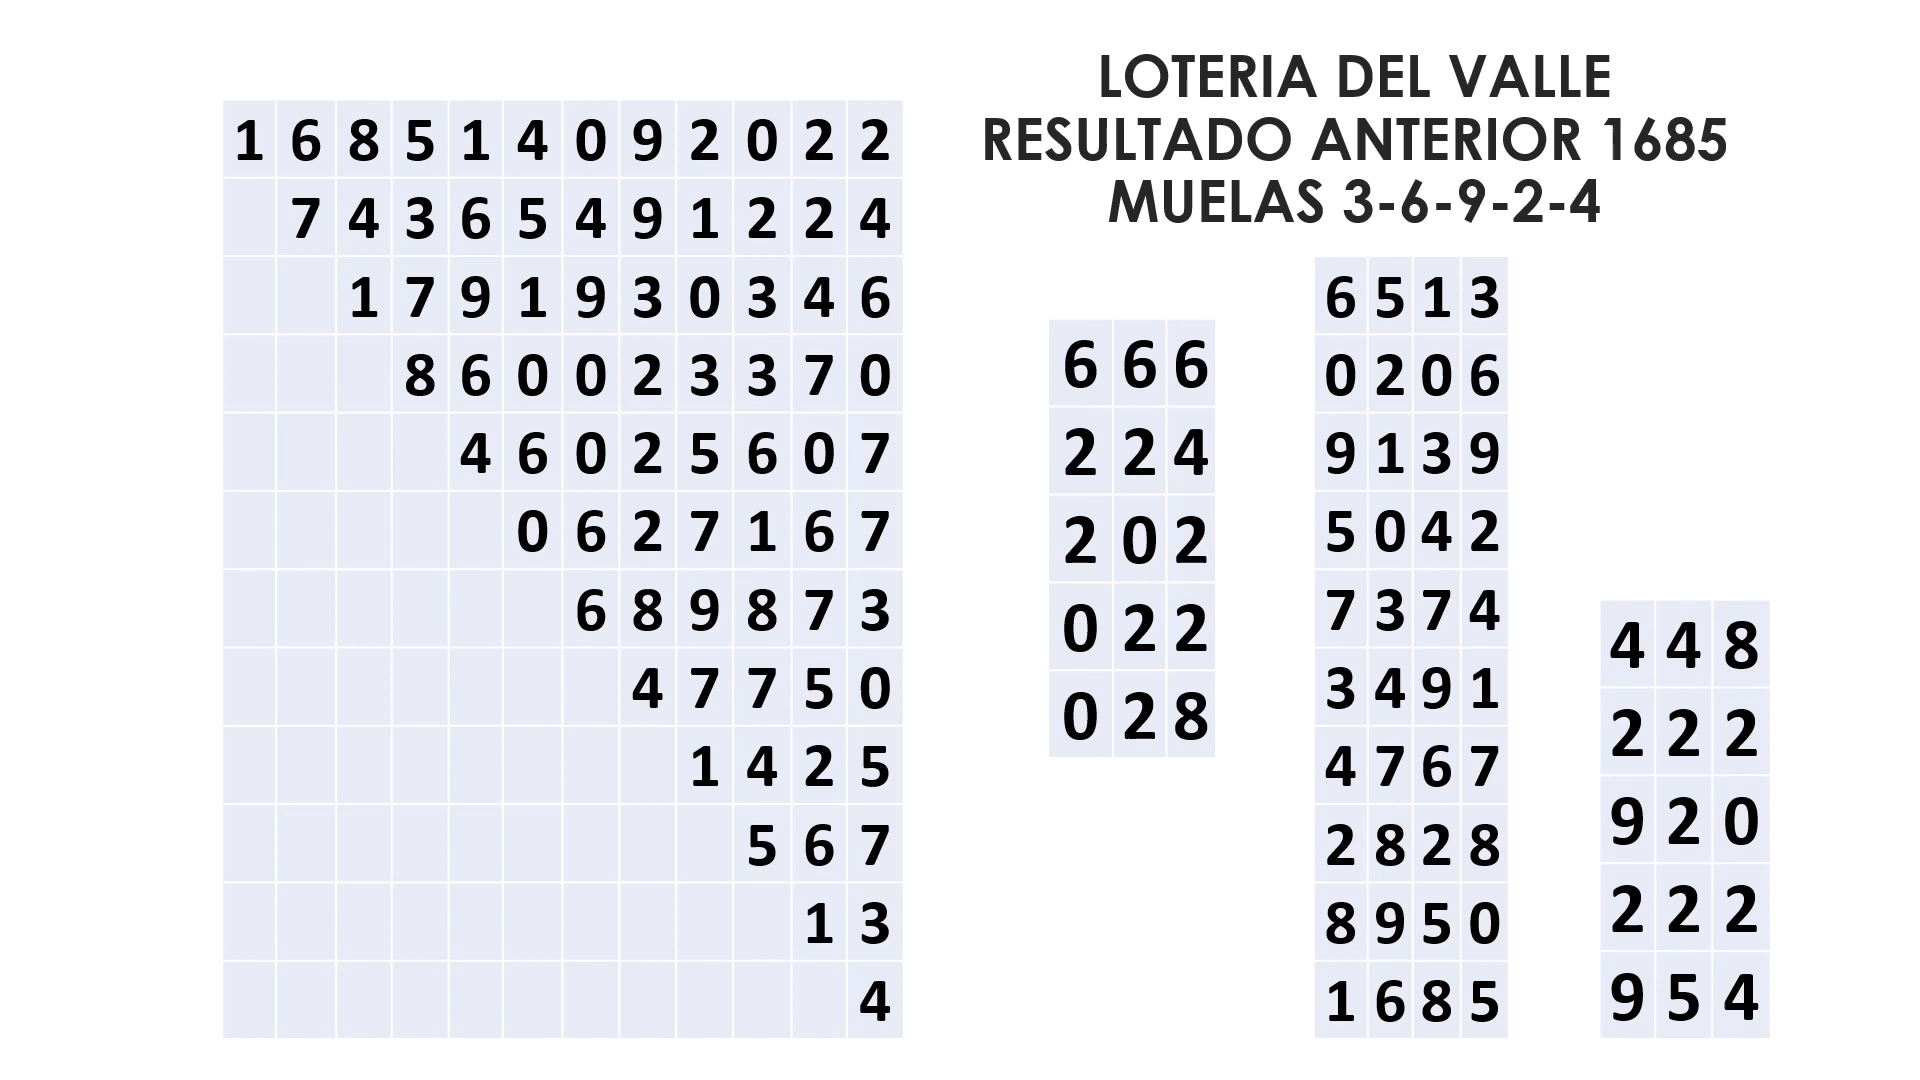 LOTERIA DEL VALLE
RESULTADO ANTERIOR 1685
MUELAS 3-6-9-2-4
1 6 8 5 1 4 0 9 2 0 2 2
7 4 3 6 5 4 9 1 2 2 4
1 7 9 1 9 3 0 3 4 6
8 6 0 0 2 3 3 7 0
4 6 0 2 5 6 0 7
0 6 2 7 1 6 7
6 8 9 8 7 3
4 7 7 5 0
1 4 2 5
5 6 7
1 3
4
6 6 6
2 2 4
2 0 2
0 2 2
0 2 8
6 5 1 3
0 2 0 6
9 1 3 9
5 0 4 2
7 3 7 4
3 4 9 1
4 7 6 7
2 8 2 8
8 9 5 0
1 6 8 5
4 4 8
2 2 2
9 2 0
2 2 2
9 5 4